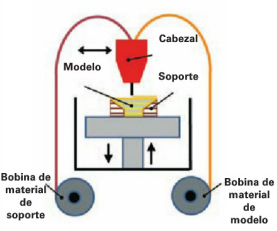 Cabezal
Modelo
Soporte
Bobina de
material
de
soporte
Bobina de
material
de
modelo